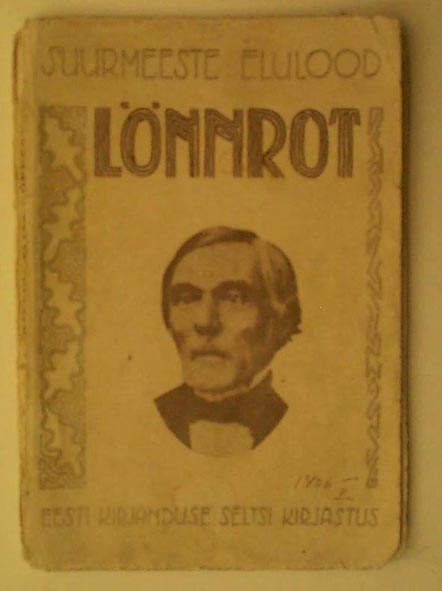 SUURMEESTE ELULOOD
LÖNNROT
EESTI KIRJANDUSE SELTSI KIRJASTUS